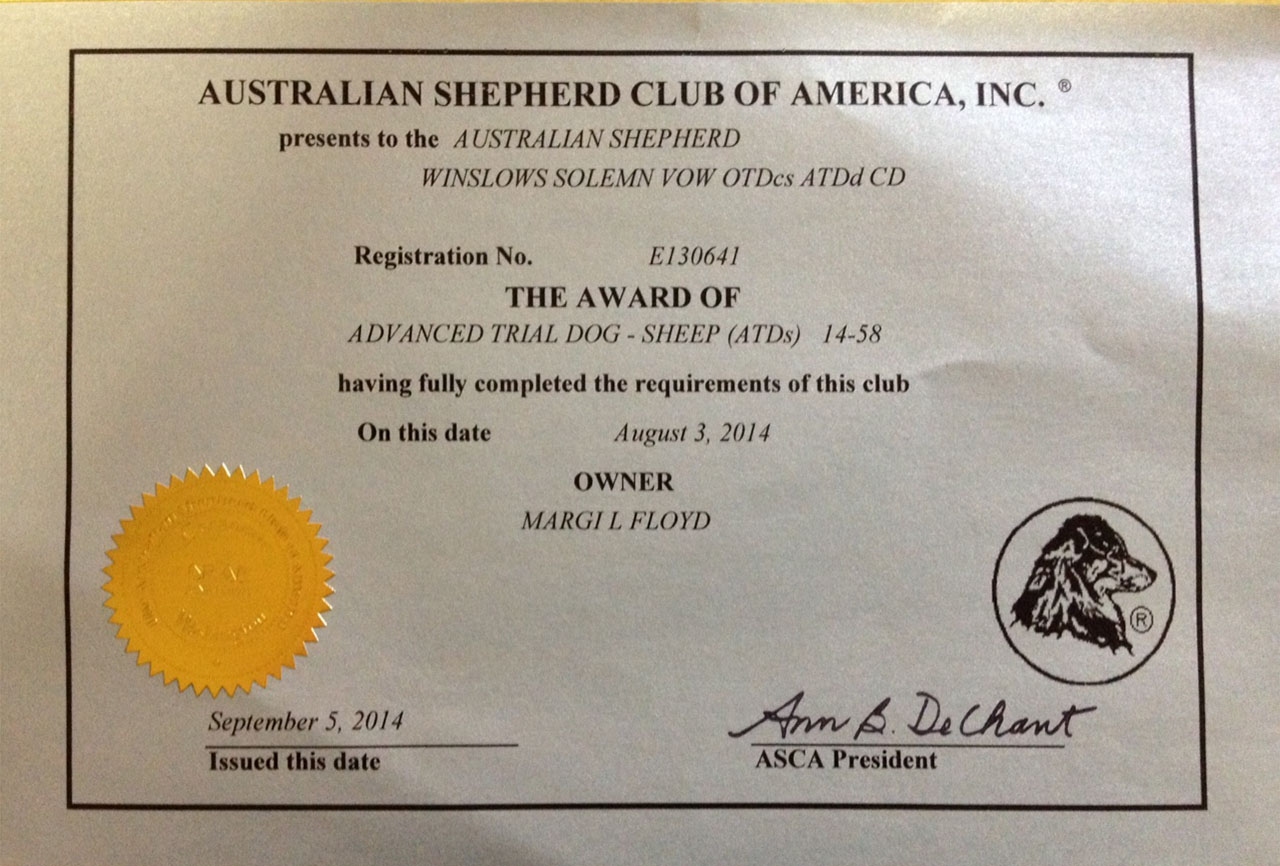 AUSTRALIAN SHEPHERD CLUB OF AMERICA, INC. ®
presents to the AUSTRALIAN SHEPHERD
WINSLOWS SOLEMN VOW OTDcs ATDd CD
Registration No. E130641
THE AWARD OF
ADVANCED TRIAL DOG - SHEEP (ATDs) 14-58
having fully completed the requirements of this club
On this date August 3, 2014
OWNER
MARGI L FLOYD
®
September 5, 2014
Issued this date
Ann B. DeChant
ASCA President